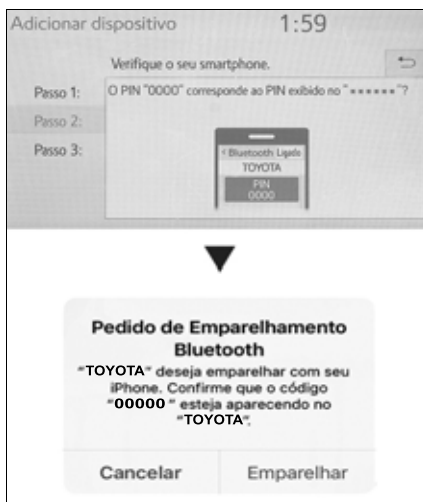 Adicionar dispositivo 1:59
Verifique o seu smartphone.
Passo 1:
O PIN "0000" corresponde ao PIN exibido no "••••••"?
Passo 2:
Passo 3:
< Bluetooth Ligado
TOYOTA
PIN
0000
Pedido de Emparelhamento
Bluetooth
"TOYOTA" deseja emparelhar com seu
iPhone. Confirme que o código
"00000" esteja aparecendo no
"TOYOTA".
Cancelar Emparelhar